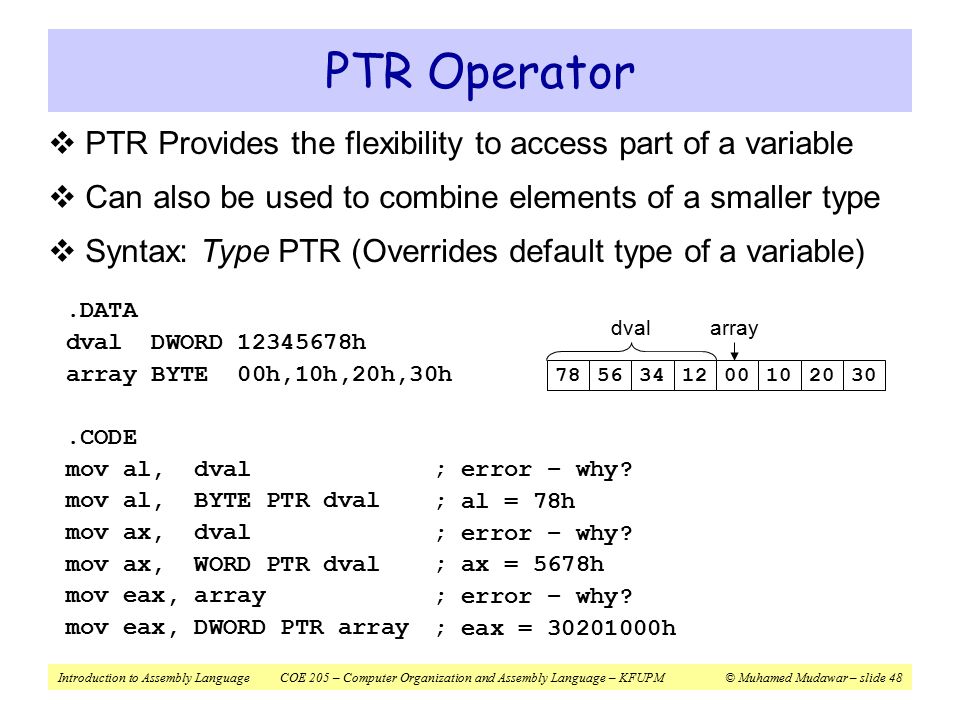 PTR Operator
❖ PTR Provides the flexibility to access part of a variable
❖ Can also be used to combine elements of a smaller type
❖ Syntax: Type PTR (Overrides default type of a variable)
.DATA
dval  DWORD 12345678h
array BYTE  00h,10h,20h,30h
dval array
78 56 34 12 00 10 20 30
.CODE
mov al,  dval ; error – why?
mov al,  BYTE PTR dval ; al = 78h
mov ax,  dval ; error – why?
mov ax,  WORD PTR dval ; ax = 5678h
mov eax, array ; error – why?
mov eax, DWORD PTR array ; eax = 30201000h
Introduction to Assembly Language COE 205 – Computer Organization and Assembly Language – KFUPM © Muhamed Mudawar – slide 48